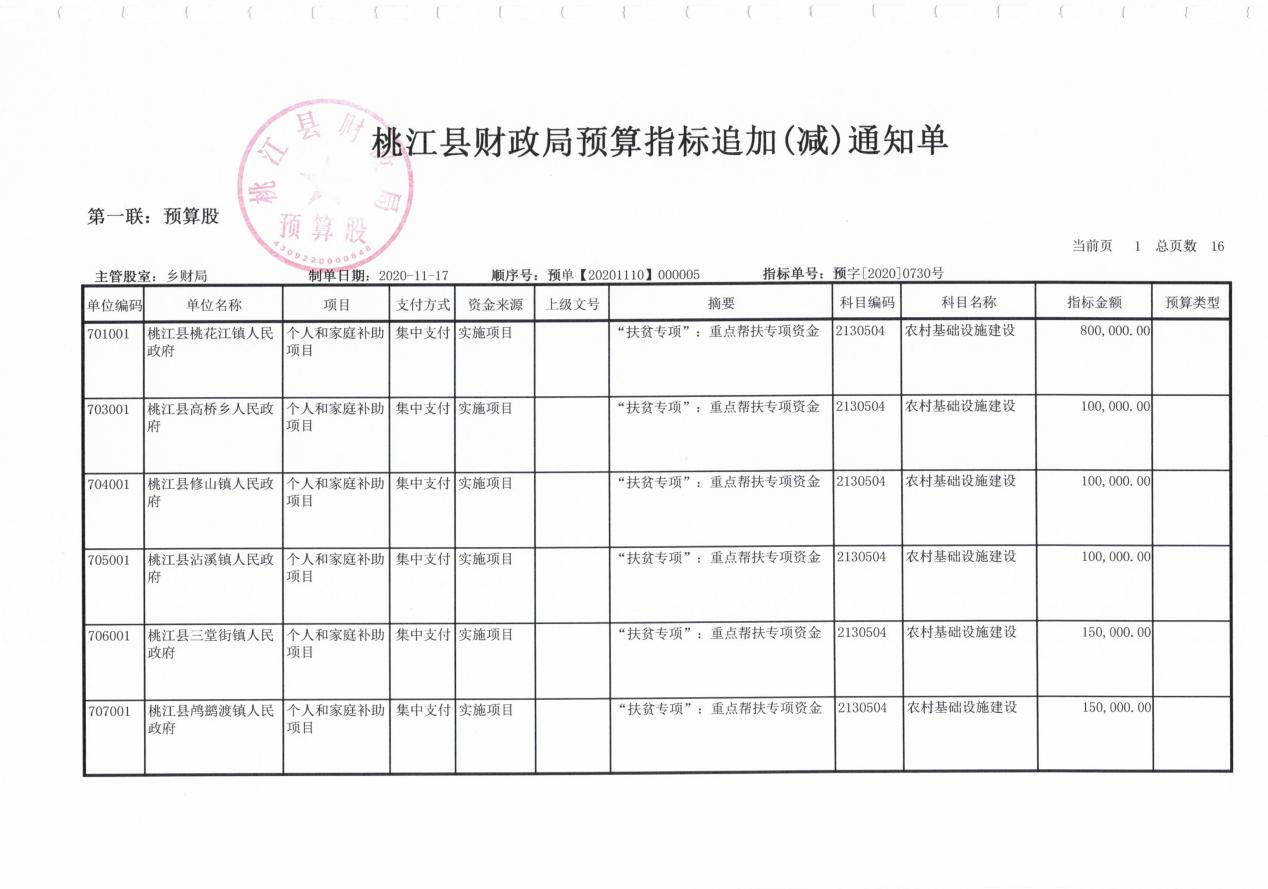 桃江县财政局预算指标追加(减)通知单
桃江县财政局
预算股
4309220000848
第一联：预算股
当前页 1 总页数 16
主管股室：乡财局 制单日期：2020-11-17 顺序号：预单【20201110】000005 指标单号：预字[2020]0730号
单位编码 单位名称 项目 支付方式 资金来源 上级文号 摘要 科目编码 科目名称 指标金额 预算类型
701001 桃江县桃花江镇人民 个人和家庭补助 集中支付 实施项目 “扶贫专项”：重点帮扶专项资金 2130504 农村基础设施建设 800,000.00
政府 项目
703001 桃江县高桥乡人民政 个人和家庭补助 集中支付 实施项目 “扶贫专项”：重点帮扶专项资金 2130504 农村基础设施建设 100,000.00
府 项目
704001 桃江县修山镇人民政 个人和家庭补助 集中支付 实施项目 “扶贫专项”：重点帮扶专项资金 2130504 农村基础设施建设 100,000.00
府 项目
705001 桃江县沾溪镇人民政 个人和家庭补助 集中支付 实施项目 “扶贫专项”：重点帮扶专项资金 2130504 农村基础设施建设 100,000.00
府 项目
706001 桃江县三堂街镇人民 个人和家庭补助 集中支付 实施项目 “扶贫专项”：重点帮扶专项资金 2130504 农村基础设施建设 150,000.00
政府 项目
707001 桃江县鸬鹚渡镇人民 个人和家庭补助 集中支付 实施项目 “扶贫专项”：重点帮扶专项资金 2130504 农村基础设施建设 150,000.00
政府 项目